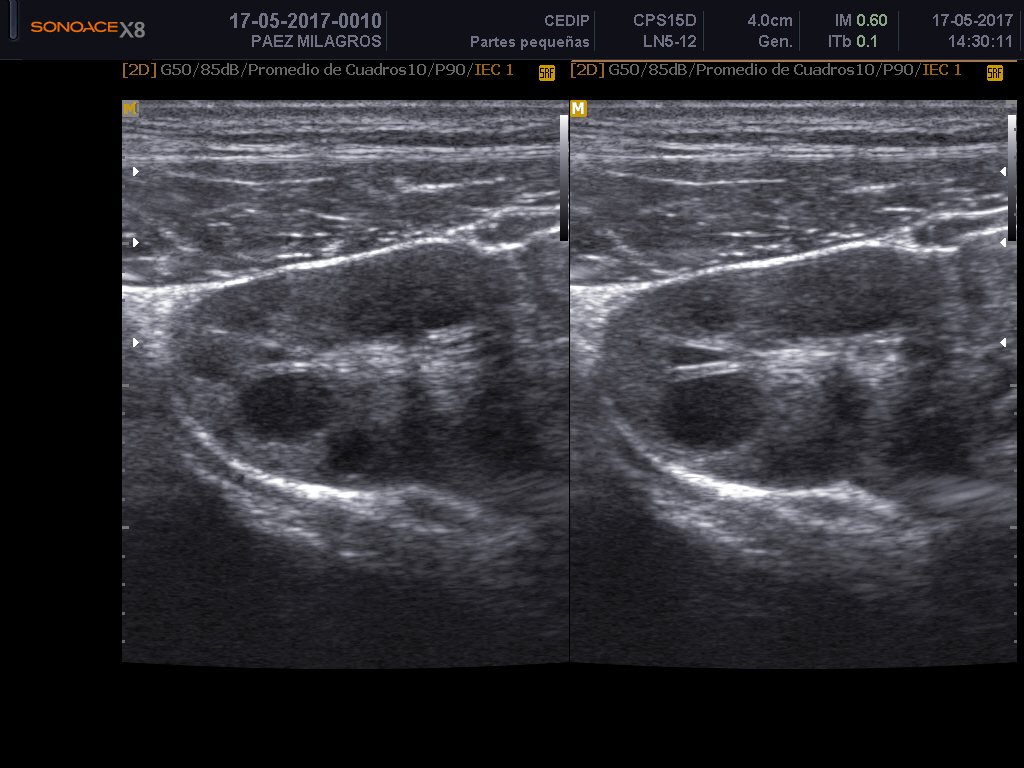 SONOACE X8
17-05-2017-0010
PAEZ MILAGROS
CEDIP
Partes pequeñas
CPS15D
LN5-12
4.0cm
Gen.
IM 0.60
ITb 0.1
17-05-2017
14:30:11
[2D] G50/85dB/Promedio de Cuadros10/P90/IEC 1
SRF
[2D] G50/85dB/Promedio de Cuadros10/P90/IEC 1
SRF
M
M